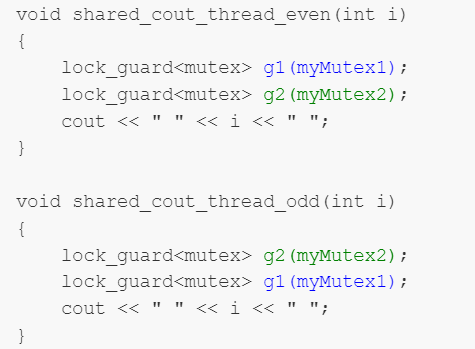 void shared_cout_thread_even(int i)
{
    lock_guard<mutex> g1(myMutex1);
    lock_guard<mutex> g2(myMutex2);
    cout << " " << i << " ";
}

void shared_cout_thread_odd(int i)
{
    lock_guard<mutex> g2(myMutex2);
    lock_guard<mutex> g1(myMutex1);
    cout << " " << i << " ";
}